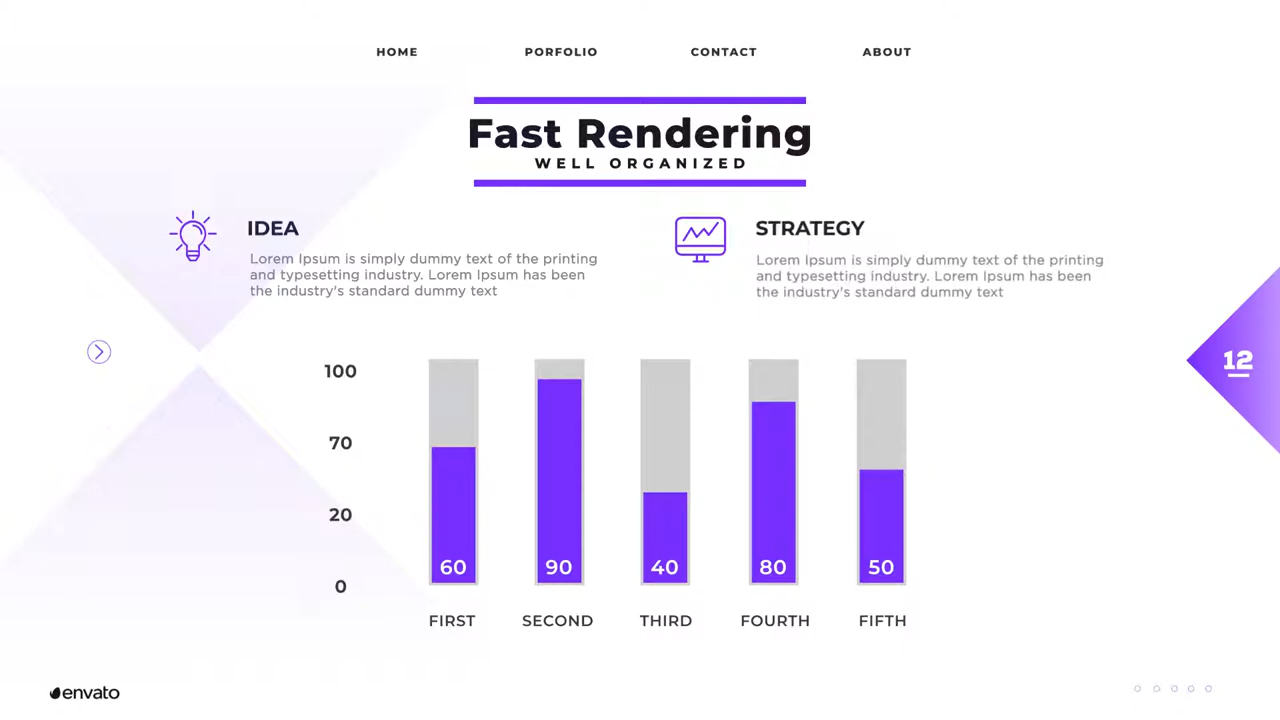 HOME PORFOLIO CONTACT ABOUT
Fast Rendering
WELL ORGANIZED
IDEA
Lorem Ipsum is simply dummy text of the printing
and typesetting industry. Lorem Ipsum has been
the industry's standard dummy text
STRATEGY
Lorem Ipsum is simply dummy text of the printing
and typesetting industry. Lorem Ipsum has been
the industry's standard dummy text
12
100
70
20
0
60 90 40 80 50
FIRST SECOND THIRD FOURTH FIFTH
envato